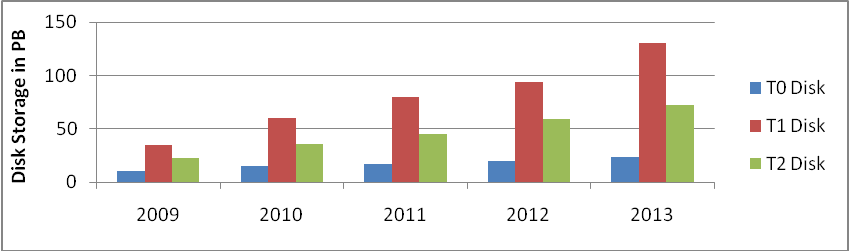 Disk Storage in PB
150
100
50
0
2009 2010 2011 2012 2013
T0 Disk
T1 Disk
T2 Disk